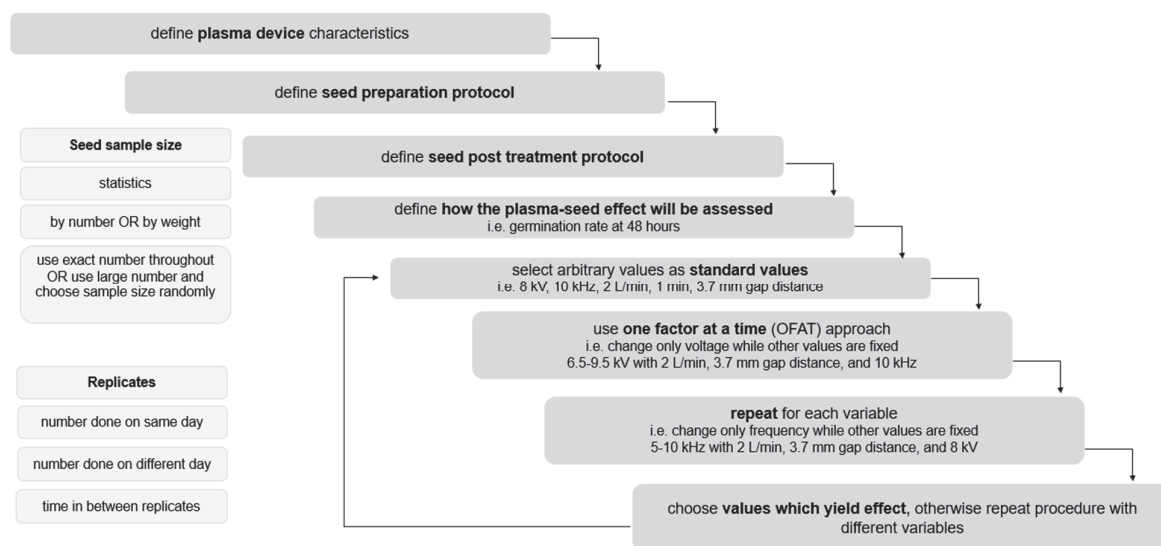 define plasma device characteristics
define seed preparation protocol
define seed post treatment protocol
define how the plasma-seed effect will be assessed
i.e. germination rate at 48 hours
select arbitrary values as standard values
i.e. 8 kV, 10 kHz, 2 L/min, 1 min, 3.7 mm gap distance
use one factor at a time (OFAT) approach
i.e. change only voltage while other values are fixed
6.5-9.5 kV with 2 L/min, 3.7 mm gap distance, and 10 kHz
repeat for each variable
i.e. change only frequency while other values are fixed
5-10 kHz with 2 L/min, 3.7 mm gap distance, and 8 kV
choose values which yield effect, otherwise repeat procedure with
different variables
Seed sample size
statistics
by number OR by weight
use exact number throughout
OR use large number and
choose sample size randomly
Replicates
number done on same day
number done on different day
time in between replicates